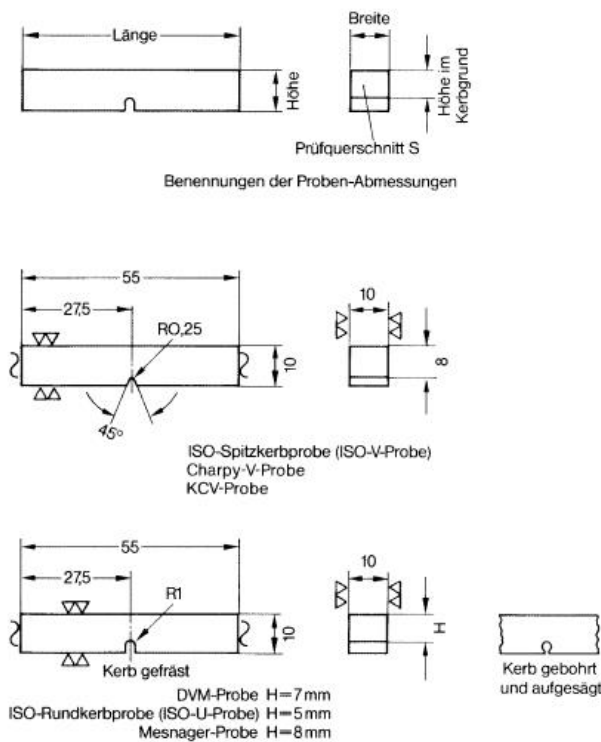 Länge
Breite
Höhe
Höhe im
Kerbgrund
Prüfquerschnitt S
Benennungen der Proben-Abmessungen
55
27,5
10
RO,25
10
8
45°
ISO-Spitzkerbprobe (ISO-V-Probe)
Charpy-V-Probe
KCV-Probe
55
27,5
10
R1
10
H
Kerb gefräst
Kerb gebohrt
und aufgesägt
DVM-Probe H=7mm
ISO-Rundkerbprobe (ISO-U-Probe) H=5mm
Mesnager-Probe H=8mm